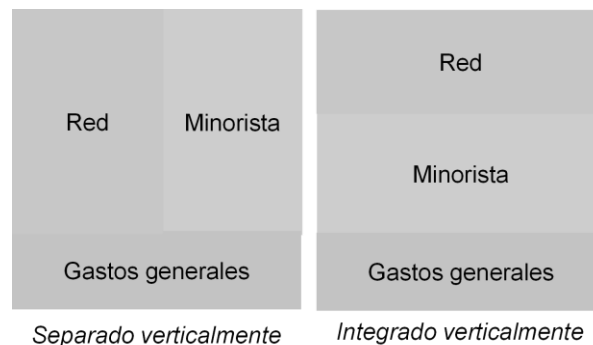 Red
Minorista
Gastos generales
Separado verticalmente
Red
Minorista
Gastos generales
Integrado verticalmente